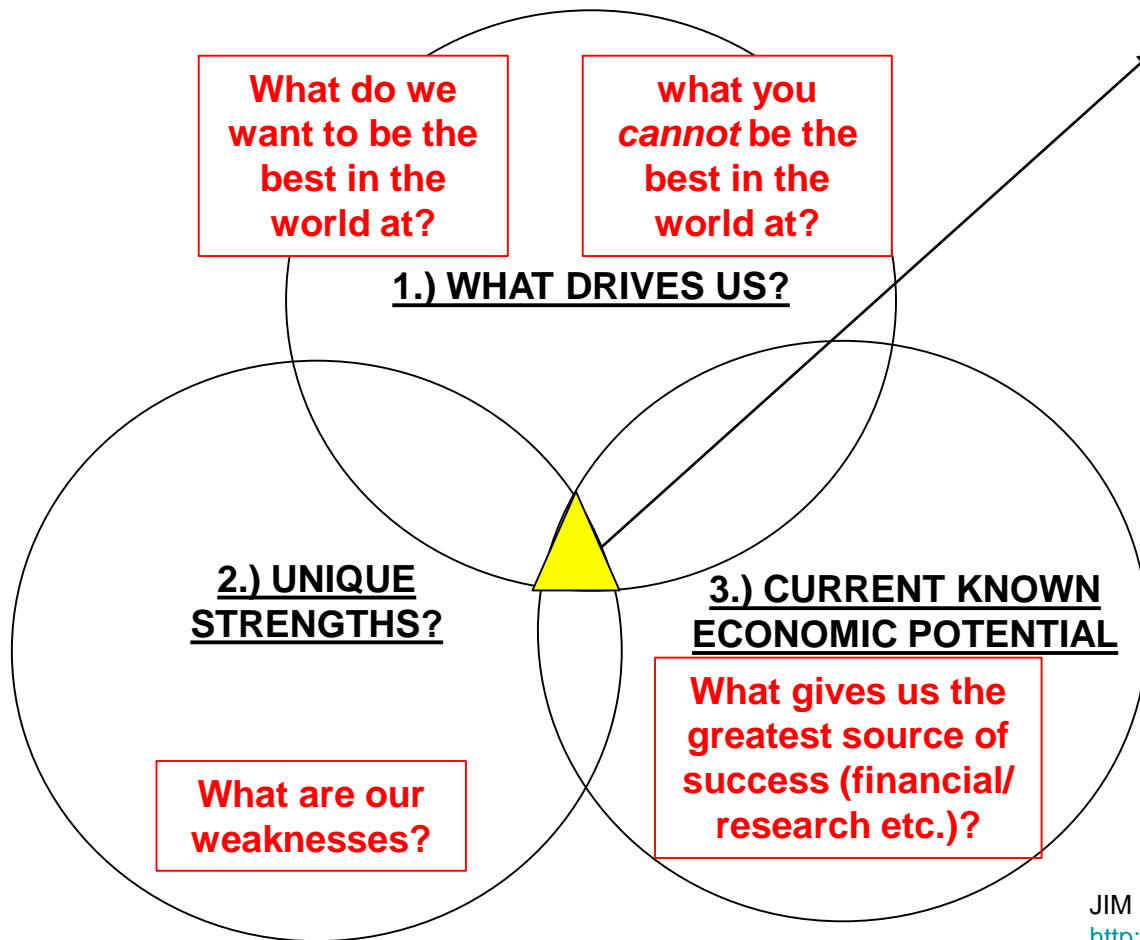 What do we
want to be the
best in the
world at?
what you
cannot be the
best in the
world at?
1.) WHAT DRIVES US?
2.) UNIQUE
STRENGTHS?
3.) CURRENT KNOWN
ECONOMIC POTENTIAL
What gives us the
greatest source of
success (financial/
research etc.)?
What are our
weaknesses?
JIM
http: